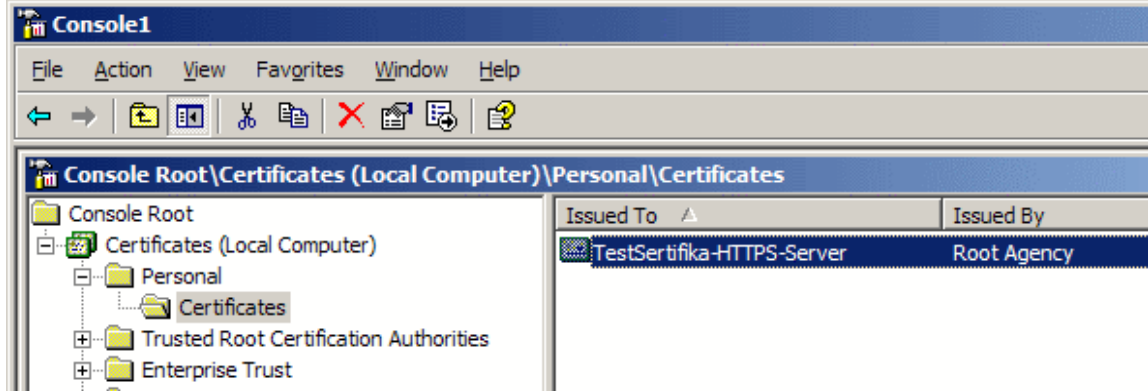 Console1
File Action View Favorites Window Help
Console Root\Certificates (Local Computer)\Personal\Certificates
Console Root
Certificates (Local Computer)
Personal
Certificates
Trusted Root Certification Authorities
Enterprise Trust
Issued To Issued By
TestSertifika-HTTPS-Server Root Agency